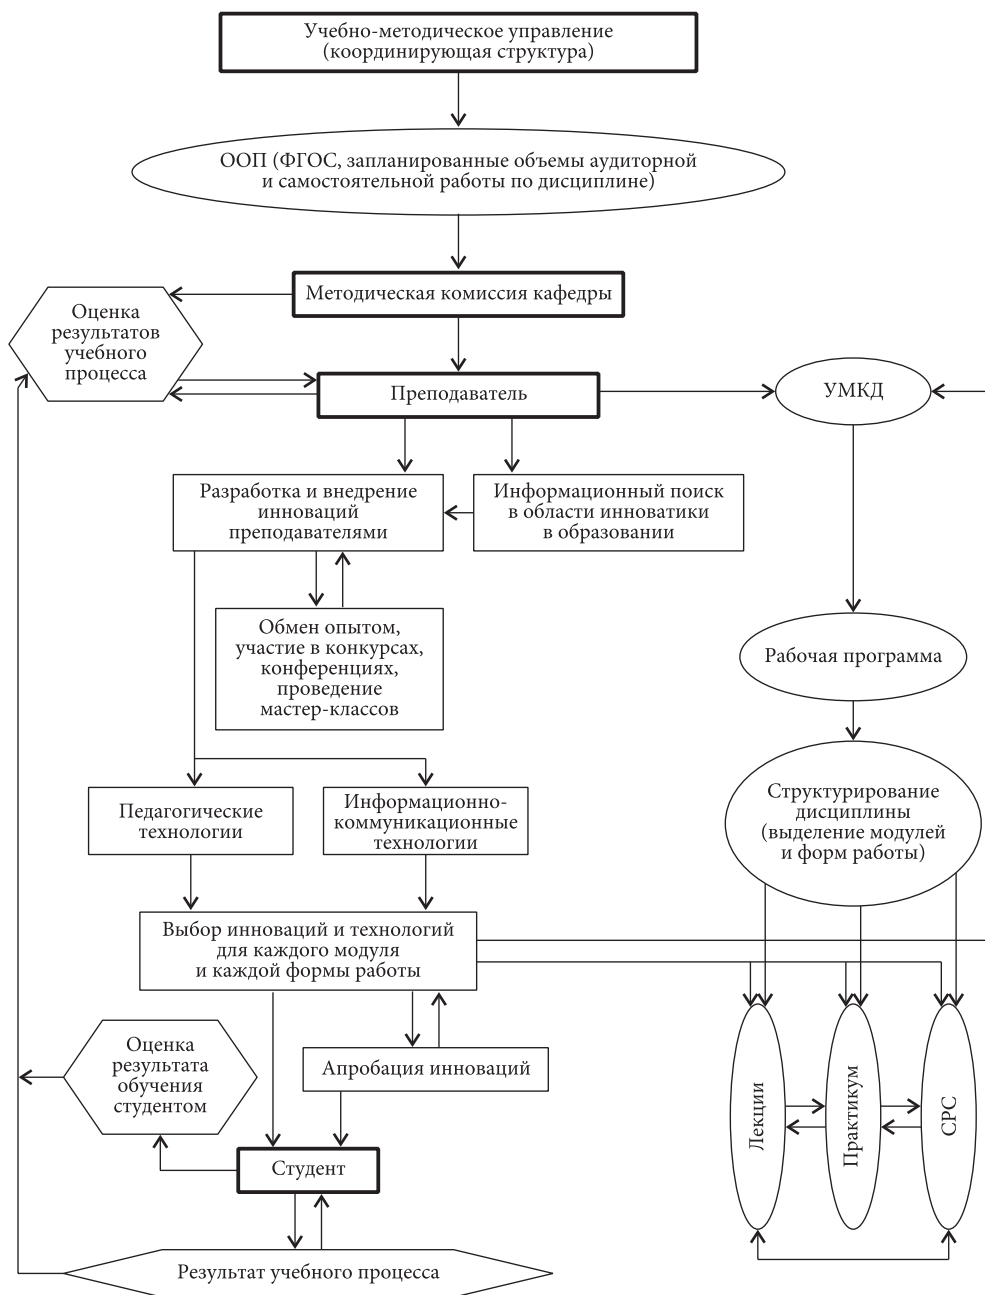 Учебно-методическое управление
(координирующая структура)
ООП (ФГОС, запланированные объемы аудиторной
и самостоятельной работы по дисциплине)
Методическая комиссия кафедры
Оценка
результатов
учебного
процесса
Преподаватель
УМКД
Разработка и внедрение
инноваций
преподавателями
Информационный поиск
в области инноватики
в образовании
Обмен опытом,
участие в конкурсах,
конференциях,
проведение
мастер-классов
Рабочая программа
Педагогические
технологии
Информационно-
коммуникационные
технологии
Структурирование
дисциплины
(выделение модулей
и форм работы)
Выбор инноваций и технологий
для каждого модуля
и каждой формы работы
Оценка
результата
обучения
студентом
Апробация инноваций
Лекции
Практикум
СРС
Студент
Результат учебного процесса